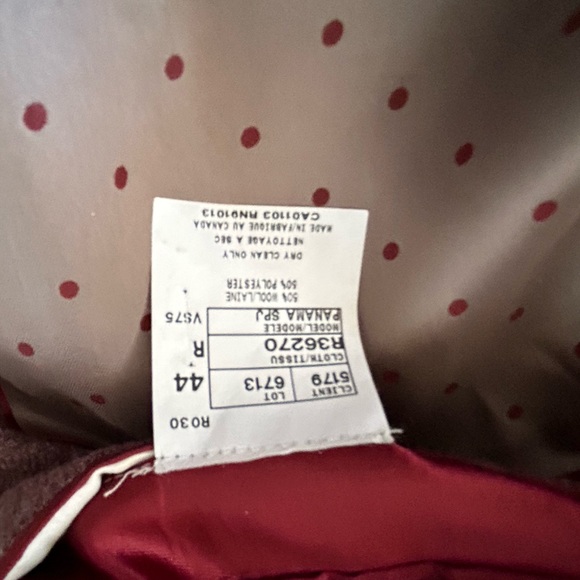 R030
CLIENT LOT
5179 6713 44
CLOTH/TISSU
R36270 R
MODEL/MODELE
PANAMA SPJ VS75
50% WOOL/LAINE
50% POLYESTER
DRY CLEAN ONLY
NETTOYAGE A SEC
MADE IN/FABRIQUE AU CANADA
CA01103 RN91013